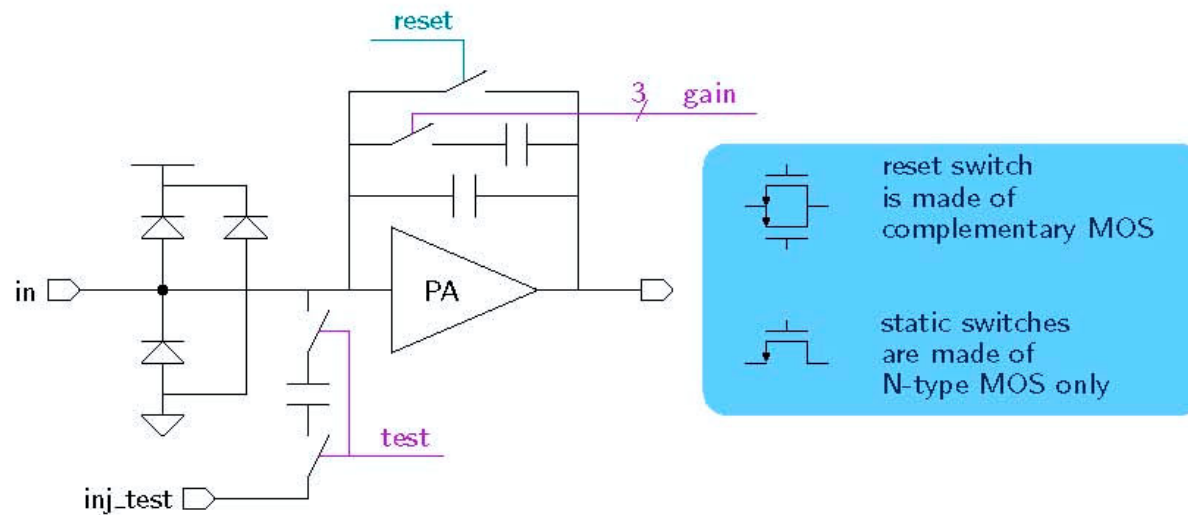 reset
3 gain
reset switch
is made of
complementary MOS
in
PA
static switches
are made of
N-type MOS only
test
inj_test